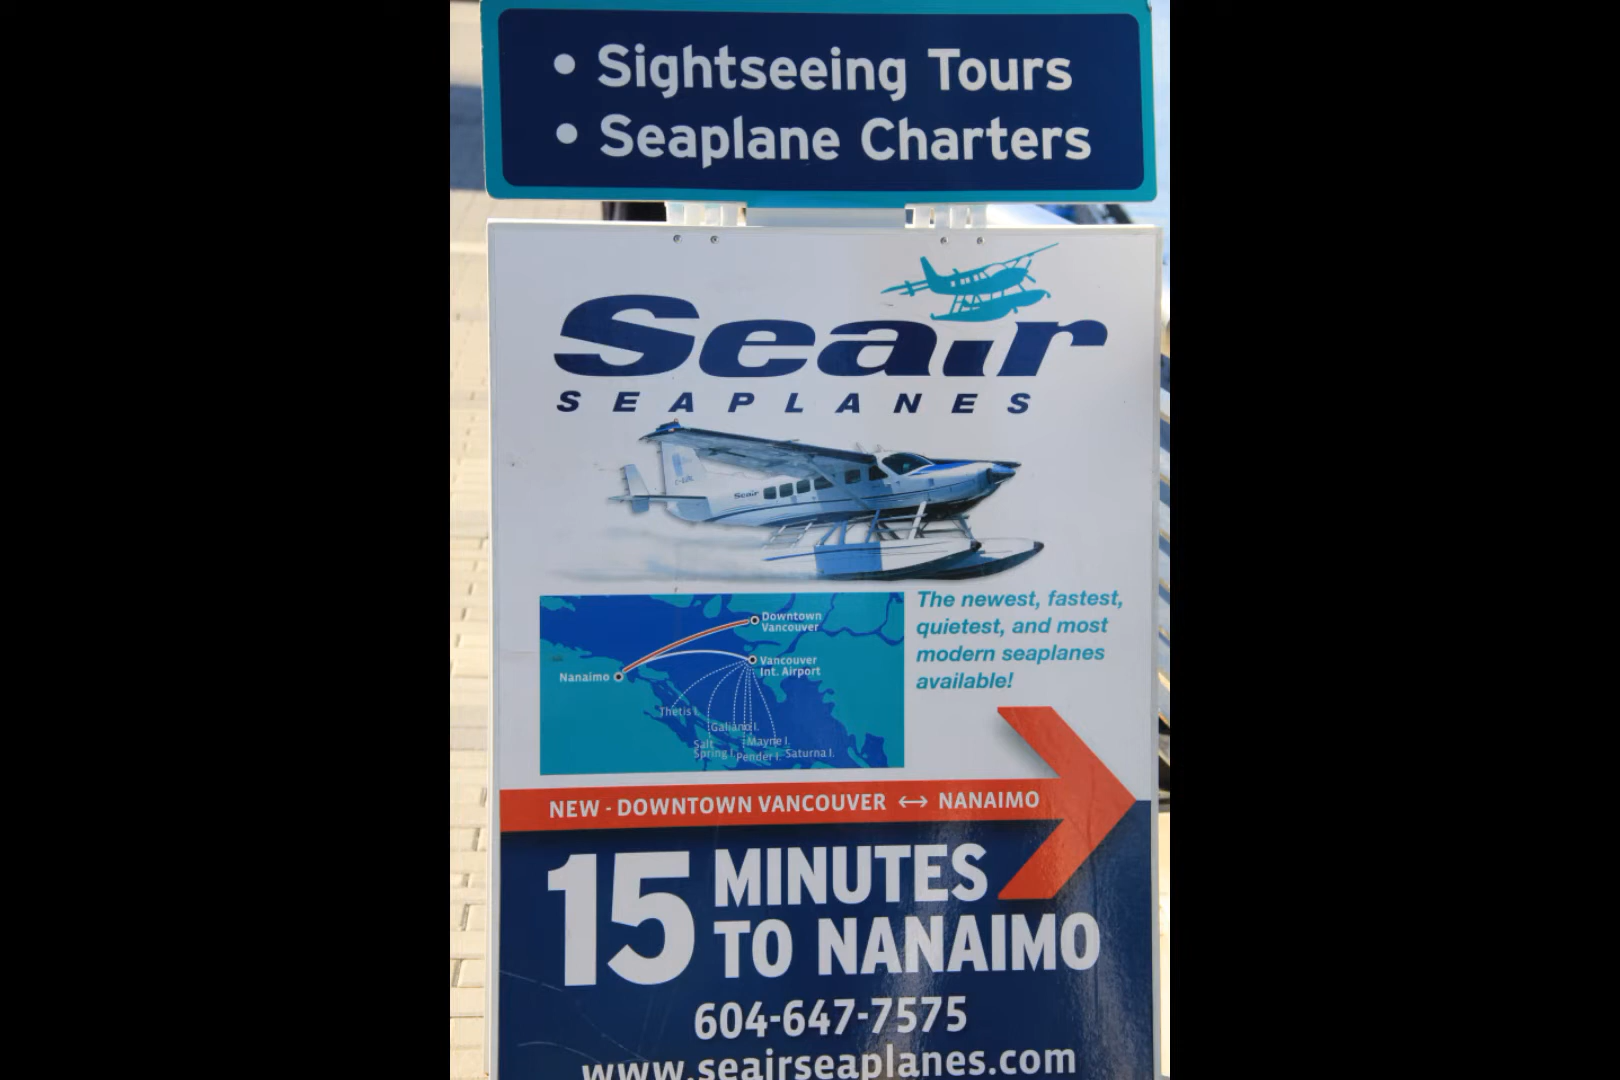 • Sightseeing Tours
• Seaplane Charters
Seair
SEAPLANES
Seair
The newest, fastest,
quietest, and most
modern seaplanes
available!
Downtown
Vancouver
Vancouver
Int. Airport
Nanaimo
Thetis I.
Galiano I.
Salt
Spring I.
Mayne I.
Pender I.
Saturna I.
NEW - DOWNTOWN VANCOUVER ↔ NANAIMO
15 MINUTES
TO NANAIMO
604-647-7575
www.seairseaplanes.com